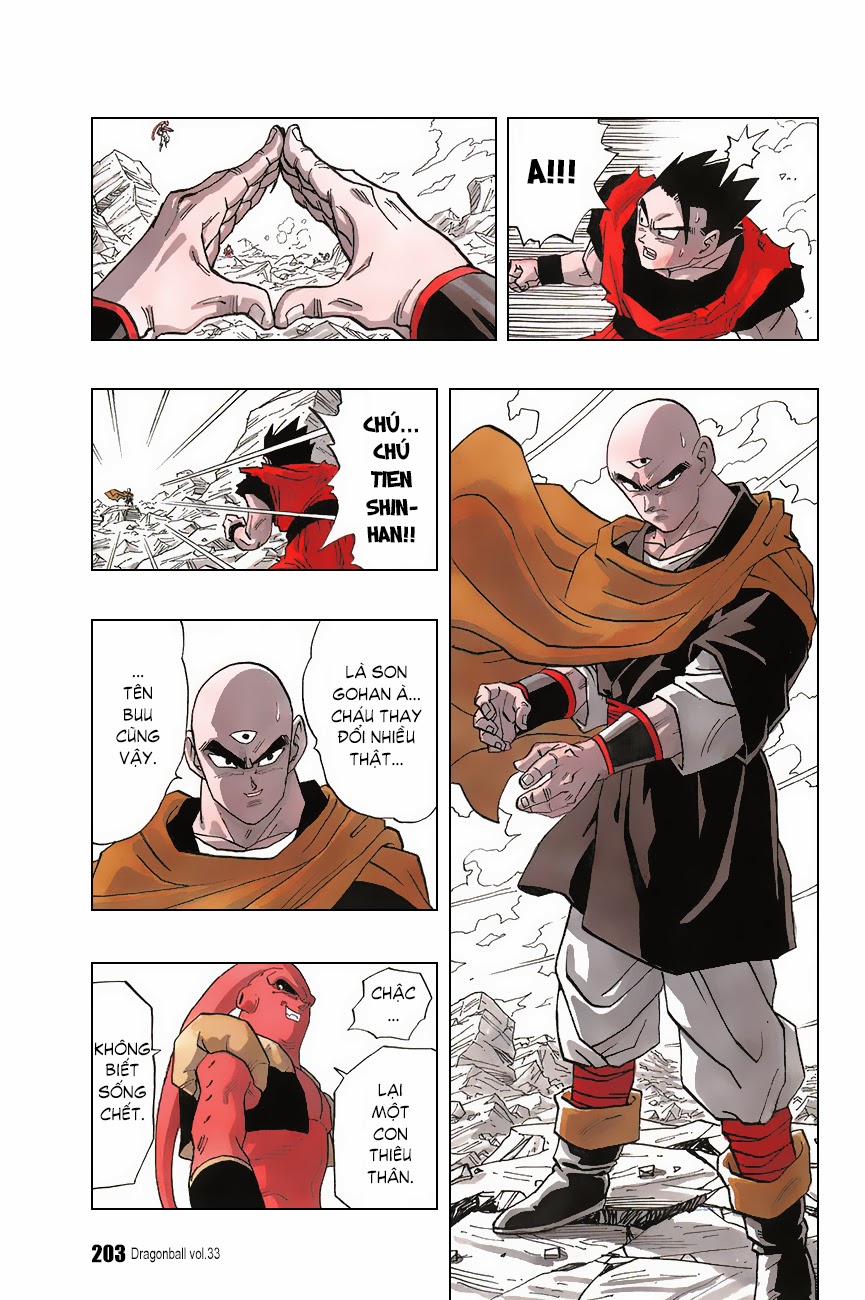 A!!!
CHÚ...
CHÚ
TIEN
SHIN-
HAN!!
LÀ SON
GOHAN À...
CHÁU THAY
ĐỔI NHIỀU
THẬT...
...
TÊN
BUU
CŨNG
VẬY.
CHẬC
...
LẠI
MỘT
CON
THIÊU
THÂN.
KHÔNG
BIẾT
SỐNG
CHẾT.
203 Dragonball vol.33